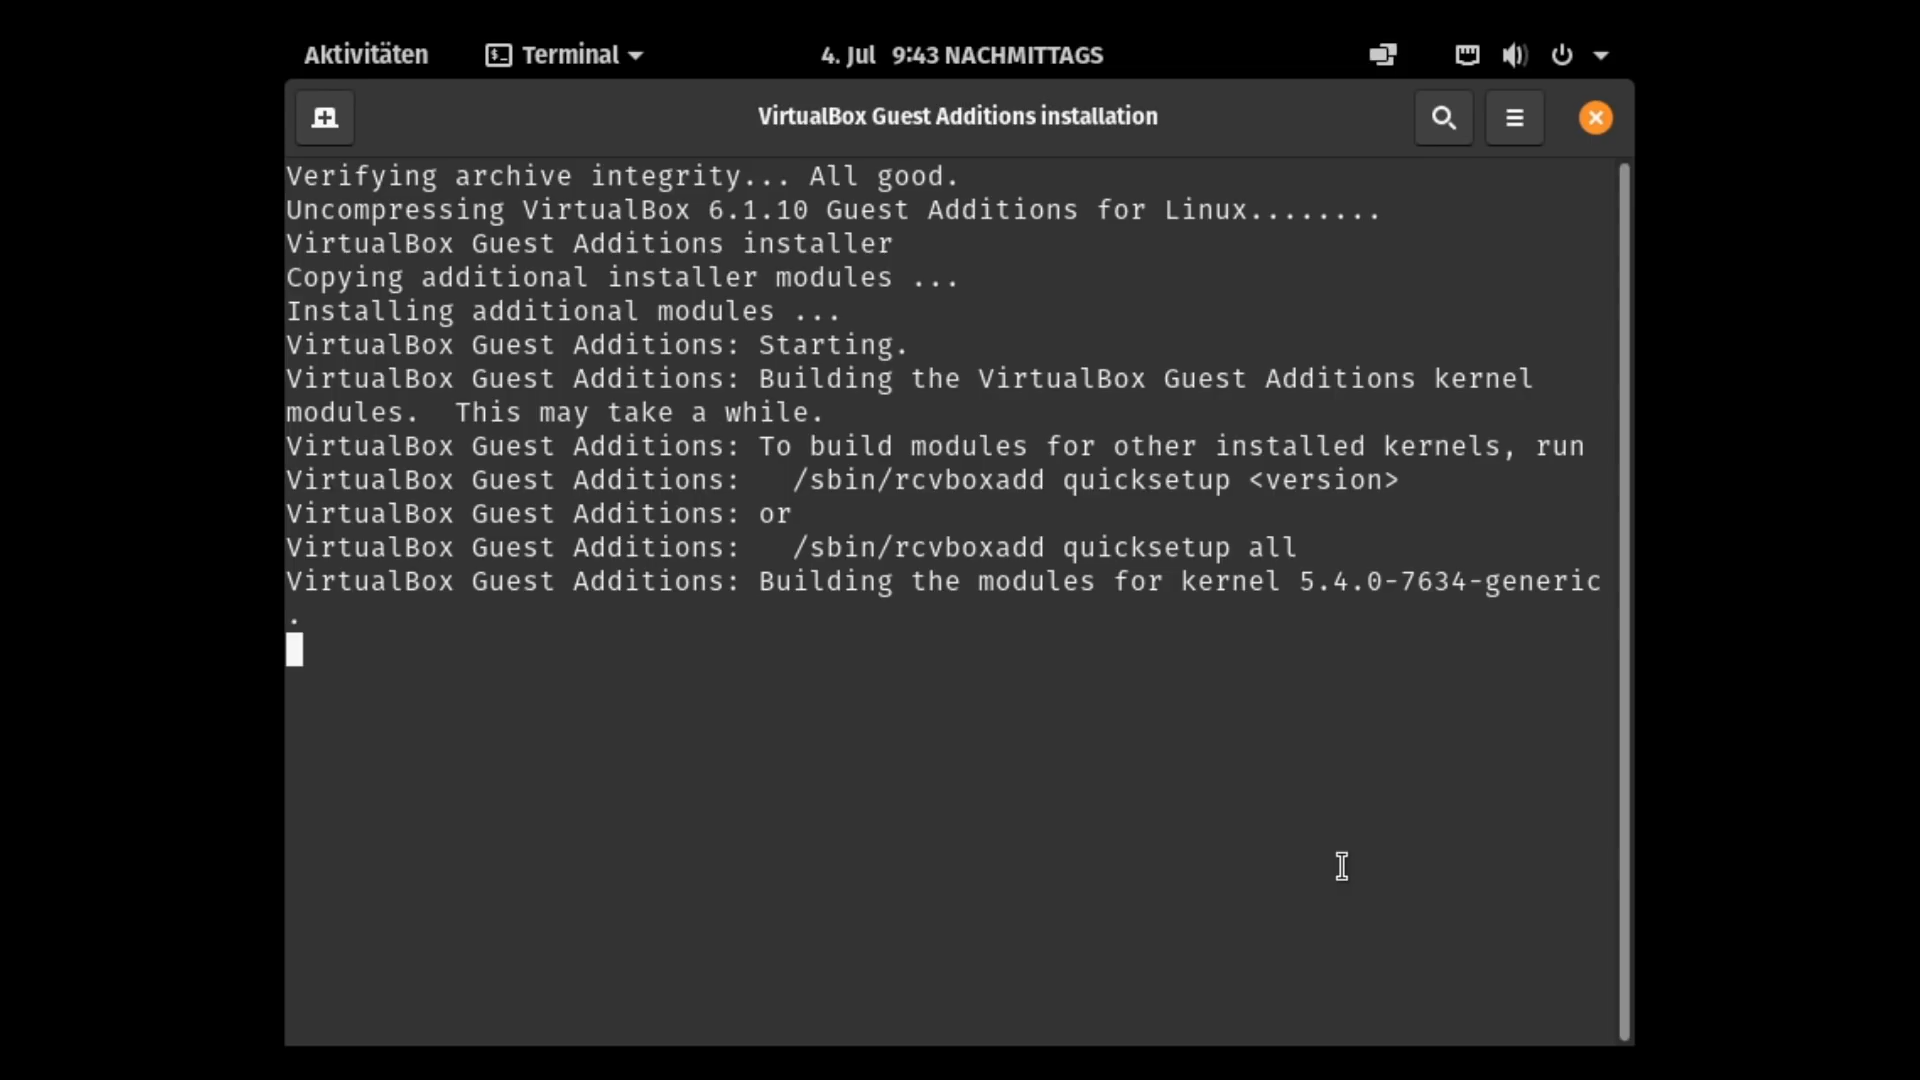 Aktivitäten Terminal 4. Jul 9:43 NACHMITTAGS
VirtualBox Guest Additions installation
Verifying archive integrity... All good.
Uncompressing VirtualBox 6.1.10 Guest Additions for Linux........
VirtualBox Guest Additions installer
Copying additional installer modules ...
Installing additional modules ...
VirtualBox Guest Additions: Starting.
VirtualBox Guest Additions: Building the VirtualBox Guest Additions kernel
modules.  This may take a while.
VirtualBox Guest Additions: To build modules for other installed kernels, run
VirtualBox Guest Additions:   /sbin/rcvboxadd quicksetup <version>
VirtualBox Guest Additions: or
VirtualBox Guest Additions:   /sbin/rcvboxadd quicksetup all
VirtualBox Guest Additions: Building the modules for kernel 5.4.0-7634-generic
.